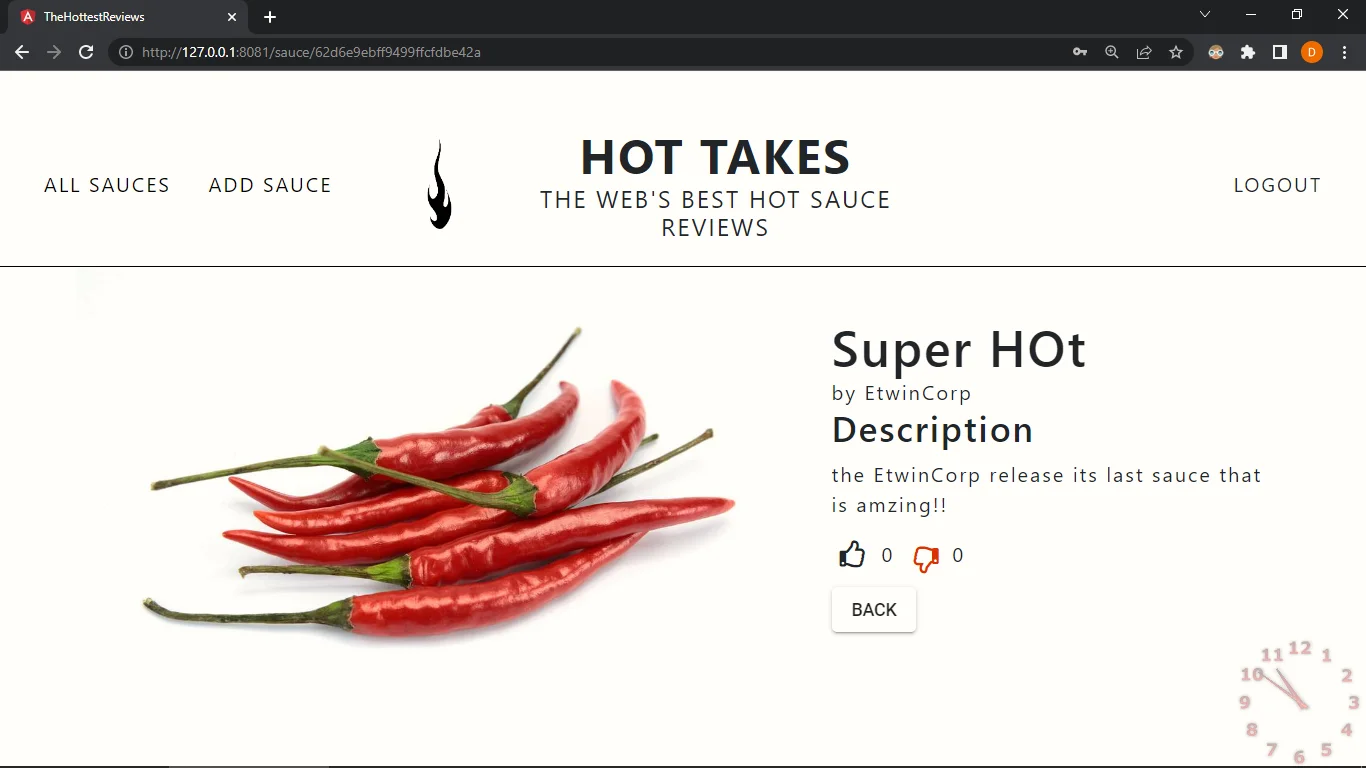 TheHottestReviews
http://127.0.0.1:8081/sauce/62d6e9ebff9499ffcfdbe42a
D
ALL SAUCES
ADD SAUCE
HOT TAKES
THE WEB'S BEST HOT SAUCE
REVIEWS
LOGOUT
Super HOt
by EtwinCorp
Description
the EtwinCorp release its last sauce that
is amzing!!
0
0
BACK
12
1
2
3
4
5
6
7
8
9
10
11